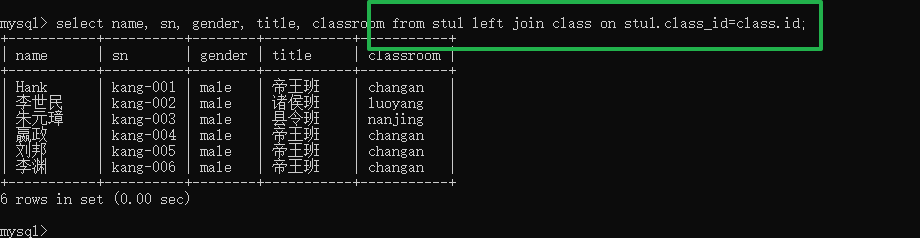 mysql> select name, sn, gender, title, classroom from stu1 left join class on stu1.class_id=class.id;
+-----------+----------+--------+-----------+-----------+
| name      | sn       | gender | title     | classroom |
+-----------+----------+--------+-----------+-----------+
| Hank      | kang-001 | male   | 帝王班    | changan   |
| 李世民    | kang-002 | male   | 诸侯班    | luoyang   |
| 朱元璋    | kang-003 | male   | 县令班    | nanjing   |
| 嬴政      | kang-004 | male   | 帝王班    | changan   |
| 刘邦      | kang-005 | male   | 帝王班    | changan   |
| 李渊      | kang-006 | male   | 帝王班    | changan   |
+-----------+----------+--------+-----------+-----------+
6 rows in set (0.00 sec)
mysql>